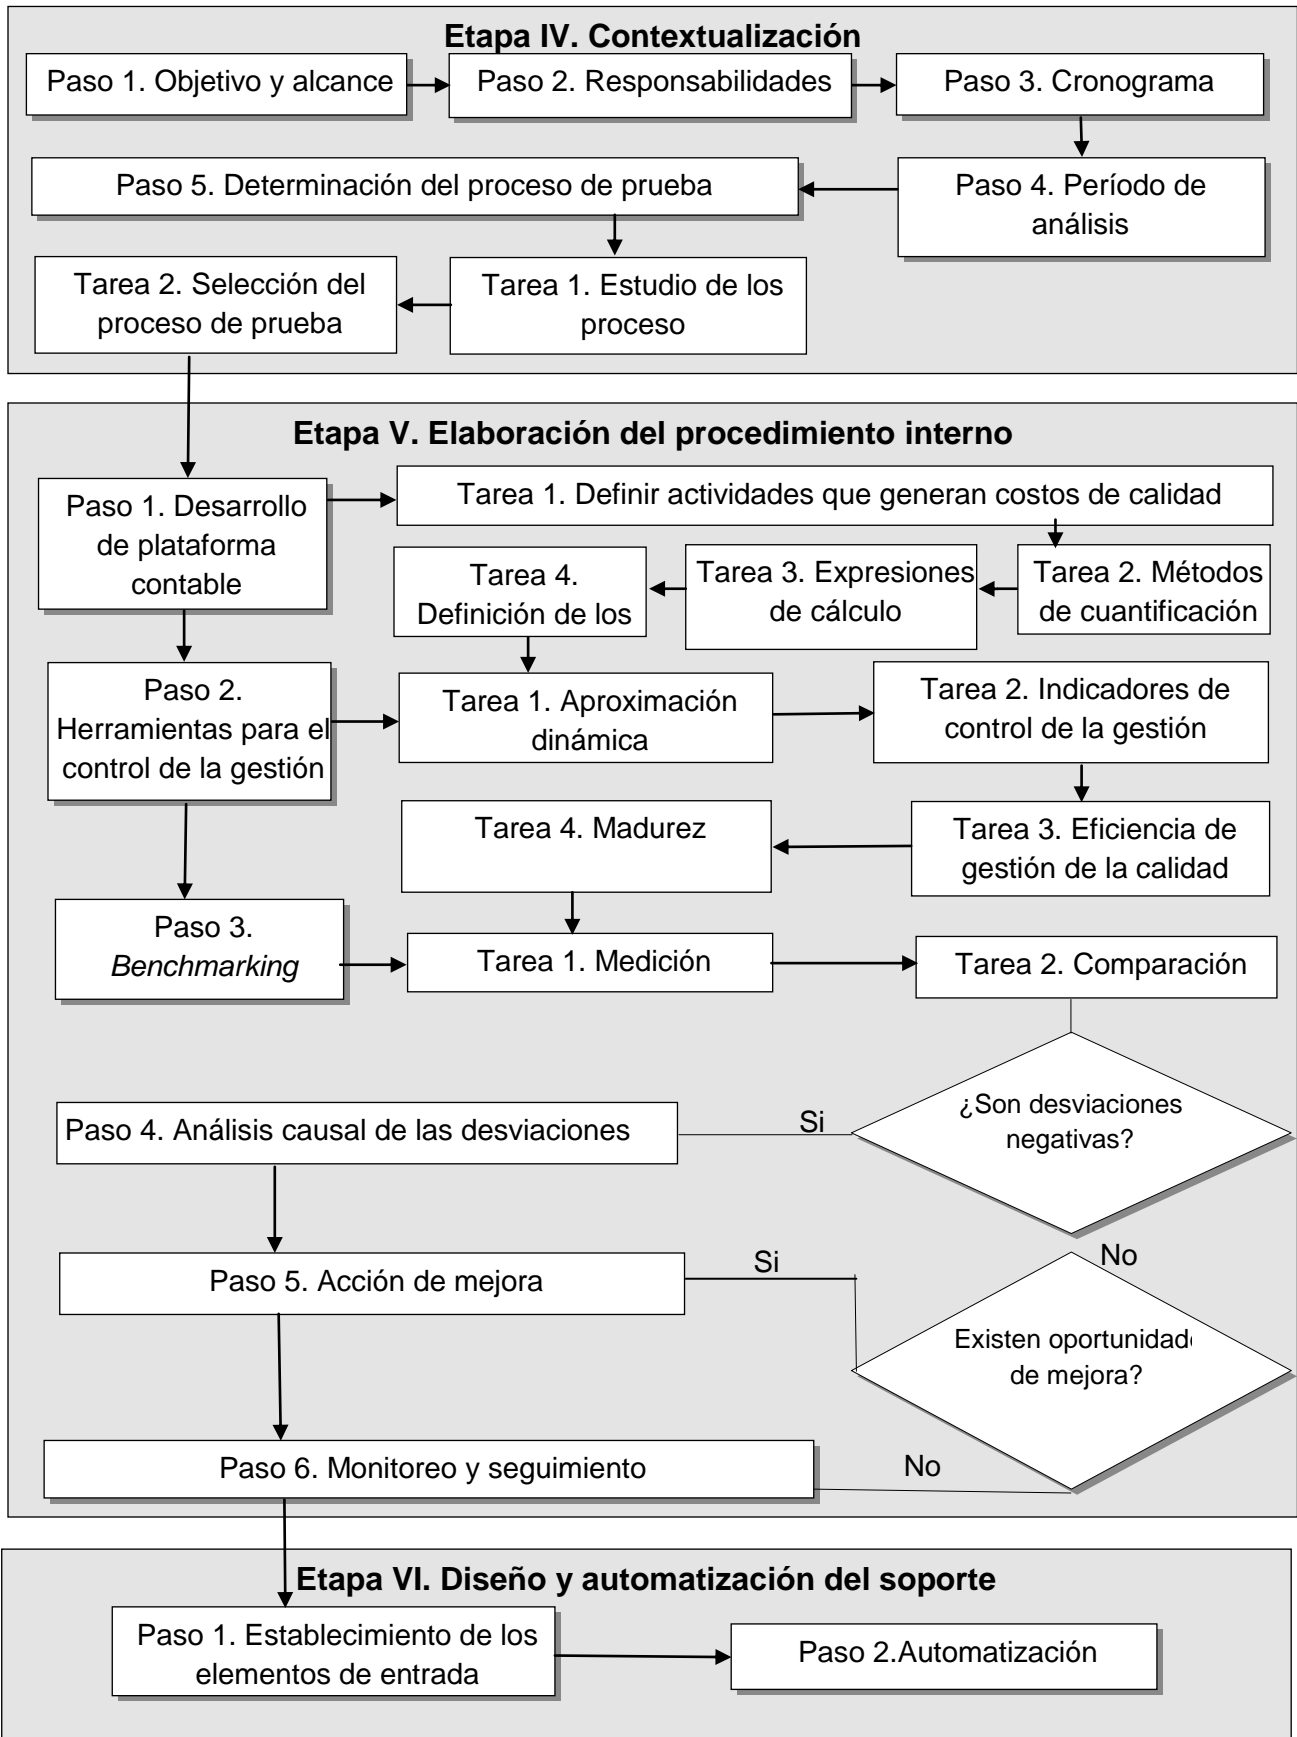 Etapa IV. Contextualización
Paso 1. Objetivo y alcance
Paso 2. Responsabilidades
Paso 3. Cronograma
Paso 5. Determinación del proceso de prueba
Paso 4. Período de
análisis
Tarea 2. Selección del
proceso de prueba
Tarea 1. Estudio de los
proceso
Etapa V. Elaboración del procedimiento interno
Paso 1. Desarrollo
de plataforma
contable
Tarea 1. Definir actividades que generan costos de calidad
Tarea 4.
Definición de los
Tarea 3. Expresiones
de cálculo
Tarea 2. Métodos
de cuantificación
Paso 2.
Herramientas para el
control de la gestión
Tarea 1. Aproximación
dinámica
Tarea 2. Indicadores de
control de la gestión
Tarea 4. Madurez
Tarea 3. Eficiencia de
gestión de la calidad
Paso 3.
Benchmarking
Tarea 1. Medición
Tarea 2. Comparación
¿Son desviaciones
negativas?
Si
Paso 4. Análisis causal de las desviaciones
No
Si
Paso 5. Acción de mejora
Existen oportunidad
de mejora?
No
Paso 6. Monitoreo y seguimiento
Etapa VI. Diseño y automatización del soporte
Paso 1. Establecimiento de los
elementos de entrada
Paso 2.Automatización